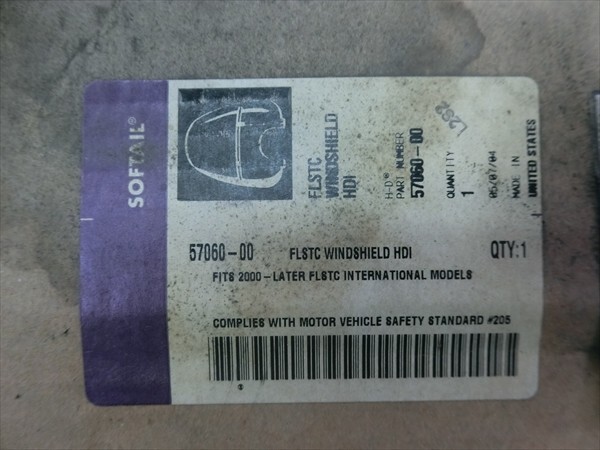 SOFTAIL®
FLSTC
WINDSHIELD
HDI
H-D®
PART NUMBER
57060-00
QUANTITY
1
L2S2
05/07/04
MADE IN
UNITED STATES
57060-00 FLSTC WINDSHIELD HDI QTY:1
FITS 2000-LATER FLSTC INTERNATIONAL MODELS
COMPLIES WITH MOTOR VEHICLE SAFETY STANDARD #205